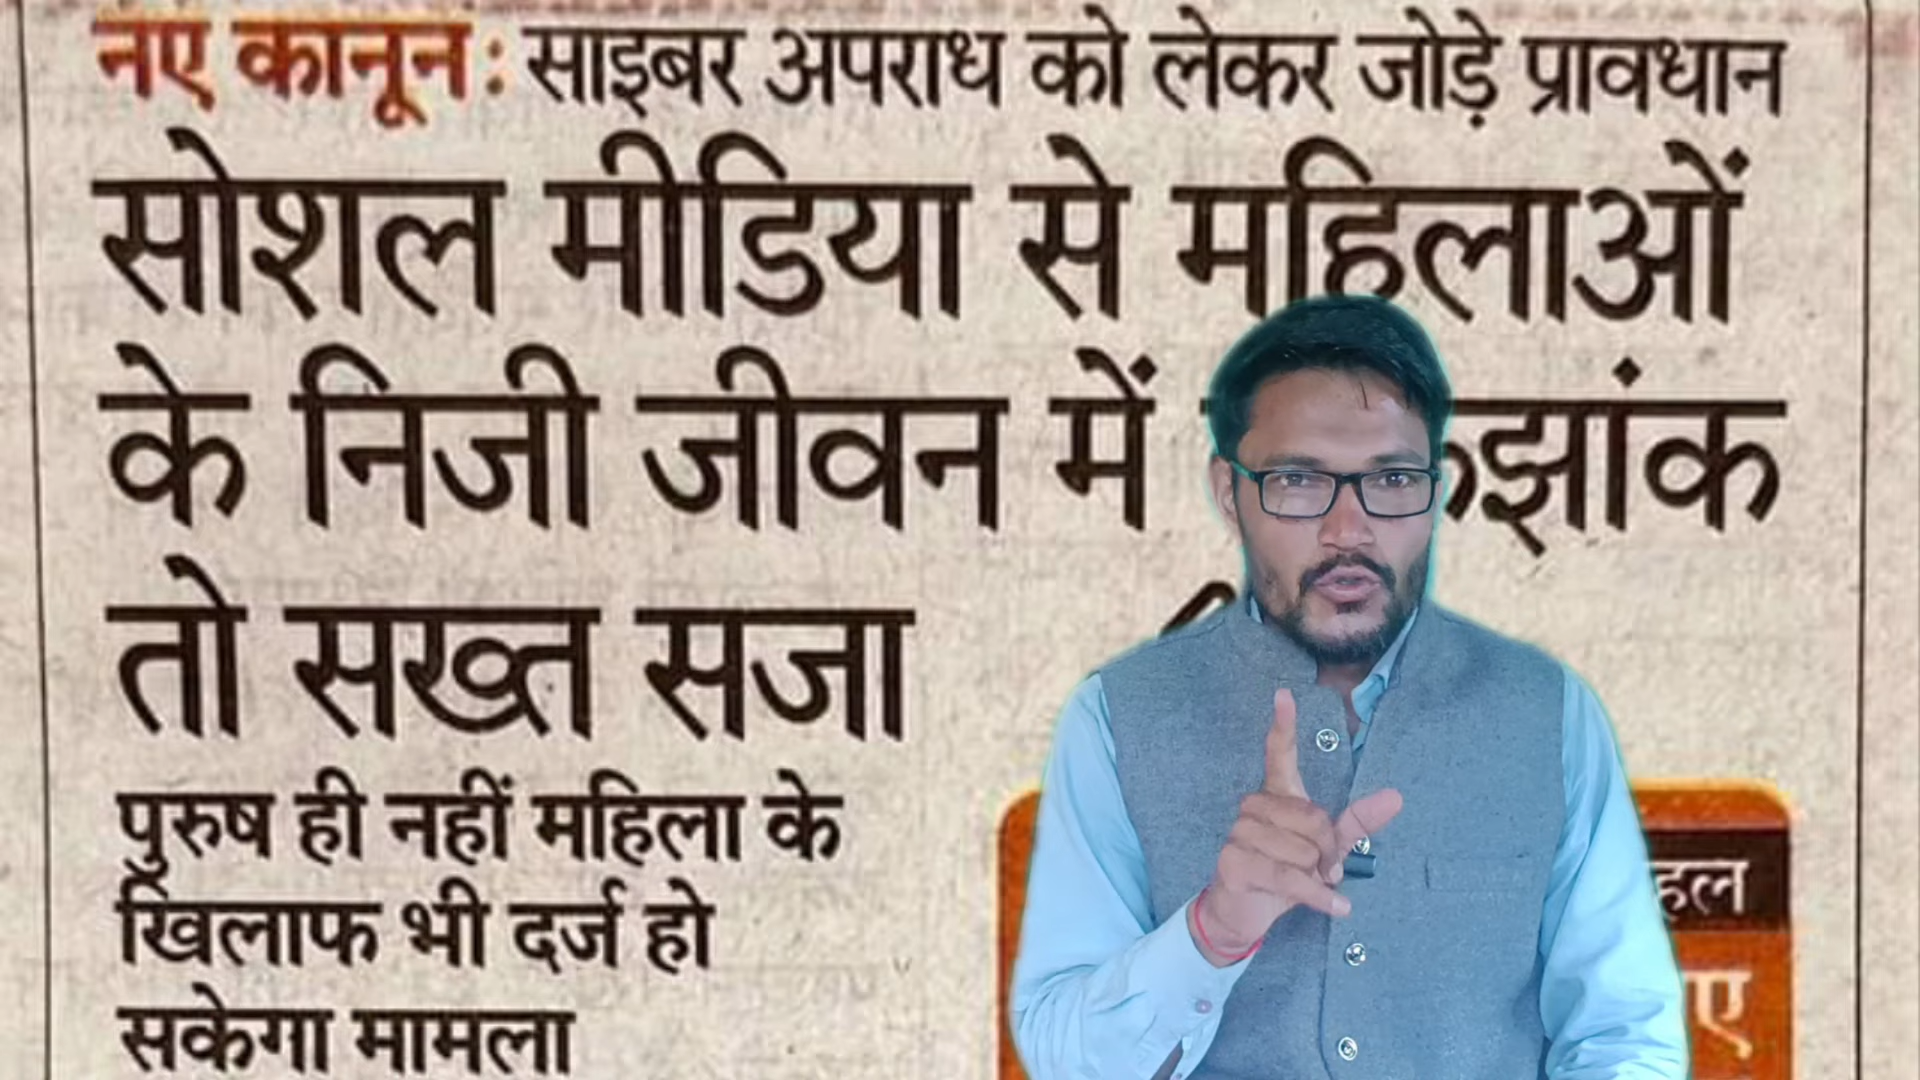 नए कानून : साइबर अपराध को लेकर जोड़े प्रावधान
सोशल मीडिया से महिलाओं
के निजी जीवन में
तो सख्त सजा
पुरुष ही नहीं महिला के
खिलाफ भी दर्ज हो
सकेगा मामला